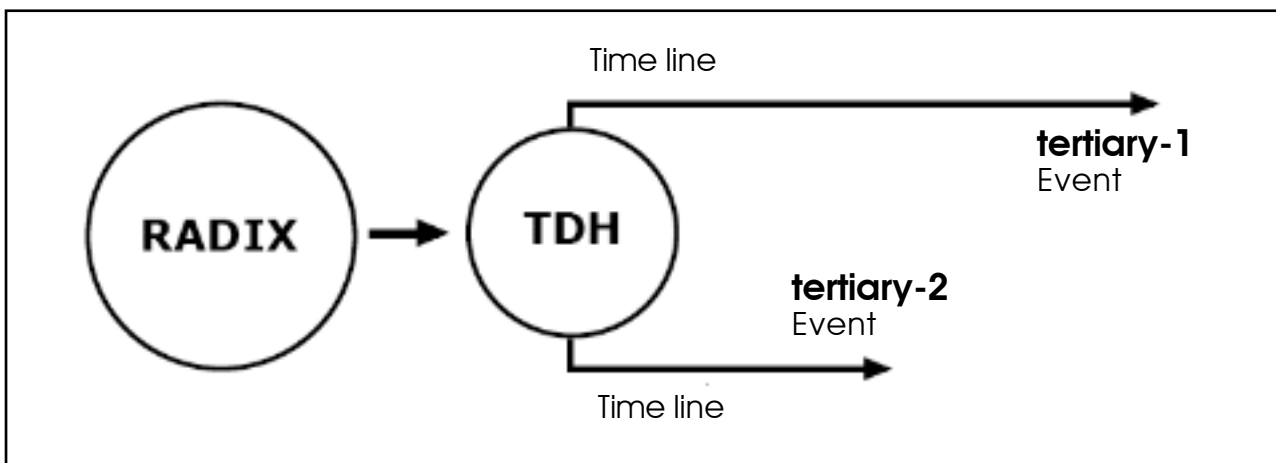 Time line
tertiary-1
Event
RADIX
TDH
tertiary-2
Event
Time line